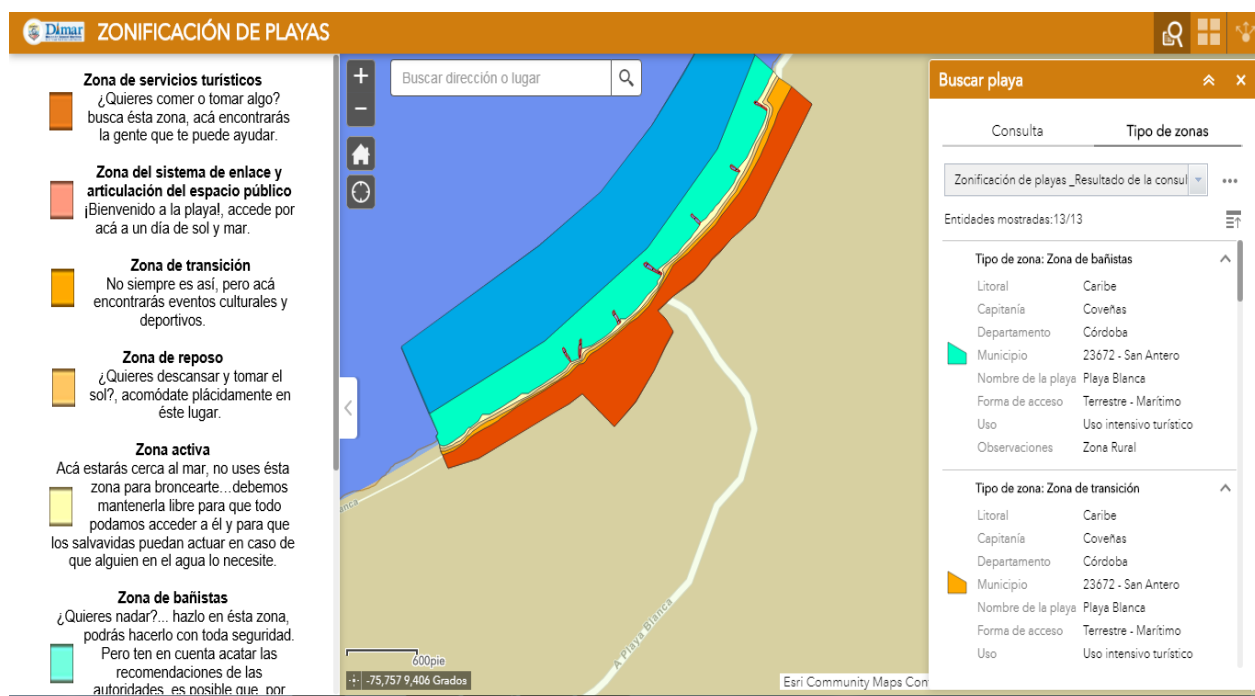 Dimar
ZONIFICACIÓN DE PLAYAS
Zona de servicios turísticos
¿Quieres comer o tomar algo?
busca ésta zona, acá encontrarás
la gente que te puede ayudar.
Zona del sistema de enlace y
articulación del espacio público
¡Bienvenido a la playa!, accede por
acá a un día de sol y mar.
Zona de transición
No siempre es así, pero acá
encontrarás eventos culturales y
deportivos.
Zona de reposo
¿Quieres descansar y tomar el
sol?, acomódate plácidamente en
éste lugar.
Zona activa
Acá estarás cerca al mar, no uses ésta
zona para broncearte...debemos
mantenerla libre para que todo
podamos acceder a él y para que
los salvavidas puedan actuar en caso de
que alguien en el agua lo necesite.
Zona de bañistas
¿Quieres nadar?... hazlo en ésta zona,
podrás hacerlo con toda seguridad.
Pero ten en cuenta acatar las
recomendaciones de las
autoridades, es posible que, por
+
Buscar dirección o lugar
−
anca
A Playa Blanca
600pie
-75,757 9,406 Grados
Esri Community Maps Con
Buscar playa
Consulta Tipo de zonas
Zonificación de playas _Resultado de la consul
Entidades mostradas:13/13
Tipo de zona: Zona de bañistas
Litoral Caribe
Capitanía Coveñas
Departamento Córdoba
Municipio 23672 - San Antero
Nombre de la playa Playa Blanca
Forma de acceso Terrestre - Marítimo
Uso Uso intensivo turístico
Observaciones Zona Rural
Tipo de zona: Zona de transición
Litoral Caribe
Capitanía Coveñas
Departamento Córdoba
Municipio 23672 - San Antero
Nombre de la playa Playa Blanca
Forma de acceso Terrestre - Marítimo
Uso Uso intensivo turístico